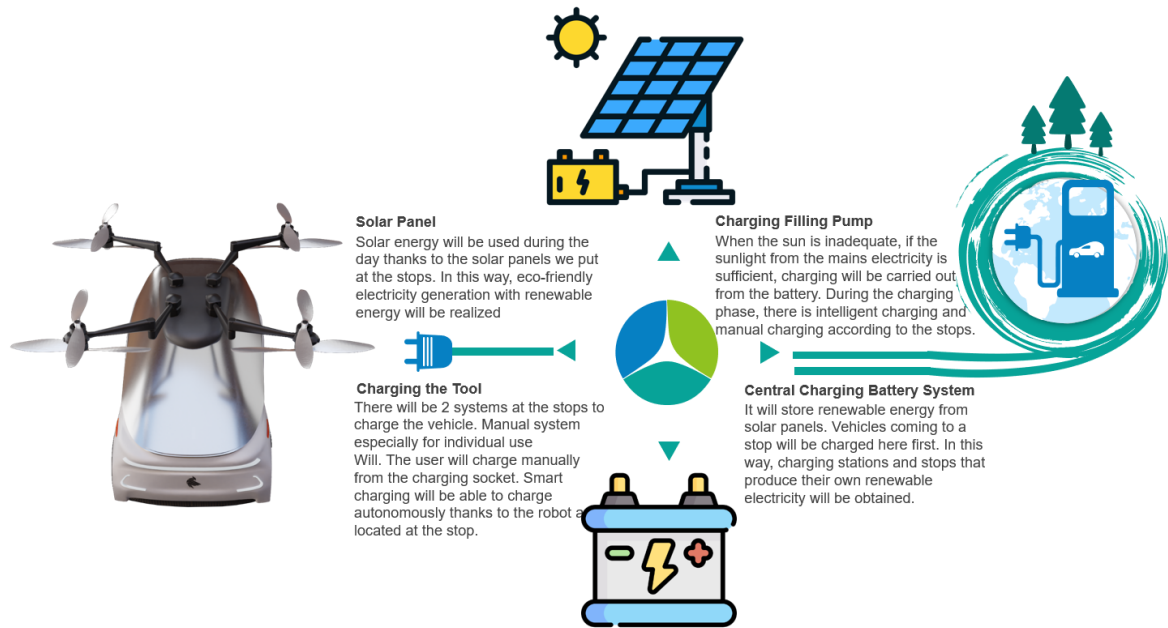 Solar Panel
Solar energy will be used during the
day thanks to the solar panels we put
at the stops. In this way, eco-friendly
electricity generation with renewable
energy will be realized
Charging the Tool
There will be 2 systems at the stops to
charge the vehicle. Manual system
especially for individual use
Will. The user will charge manually
from the charging socket. Smart
charging will be able to charge
autonomously thanks to the robot
located at the stop.
Charging Filling Pump
When the sun is inadequate, if the
sunlight from the mains electricity is
sufficient, charging will be carried out
from the battery. During the charging
phase, there is intelligent charging and
manual charging according to the stops.
Central Charging Battery System
It will store renewable energy from
solar panels. Vehicles coming to a
stop will be charged here first. In this
way, charging stations and stops that
produce their own renewable
electricity will be obtained.